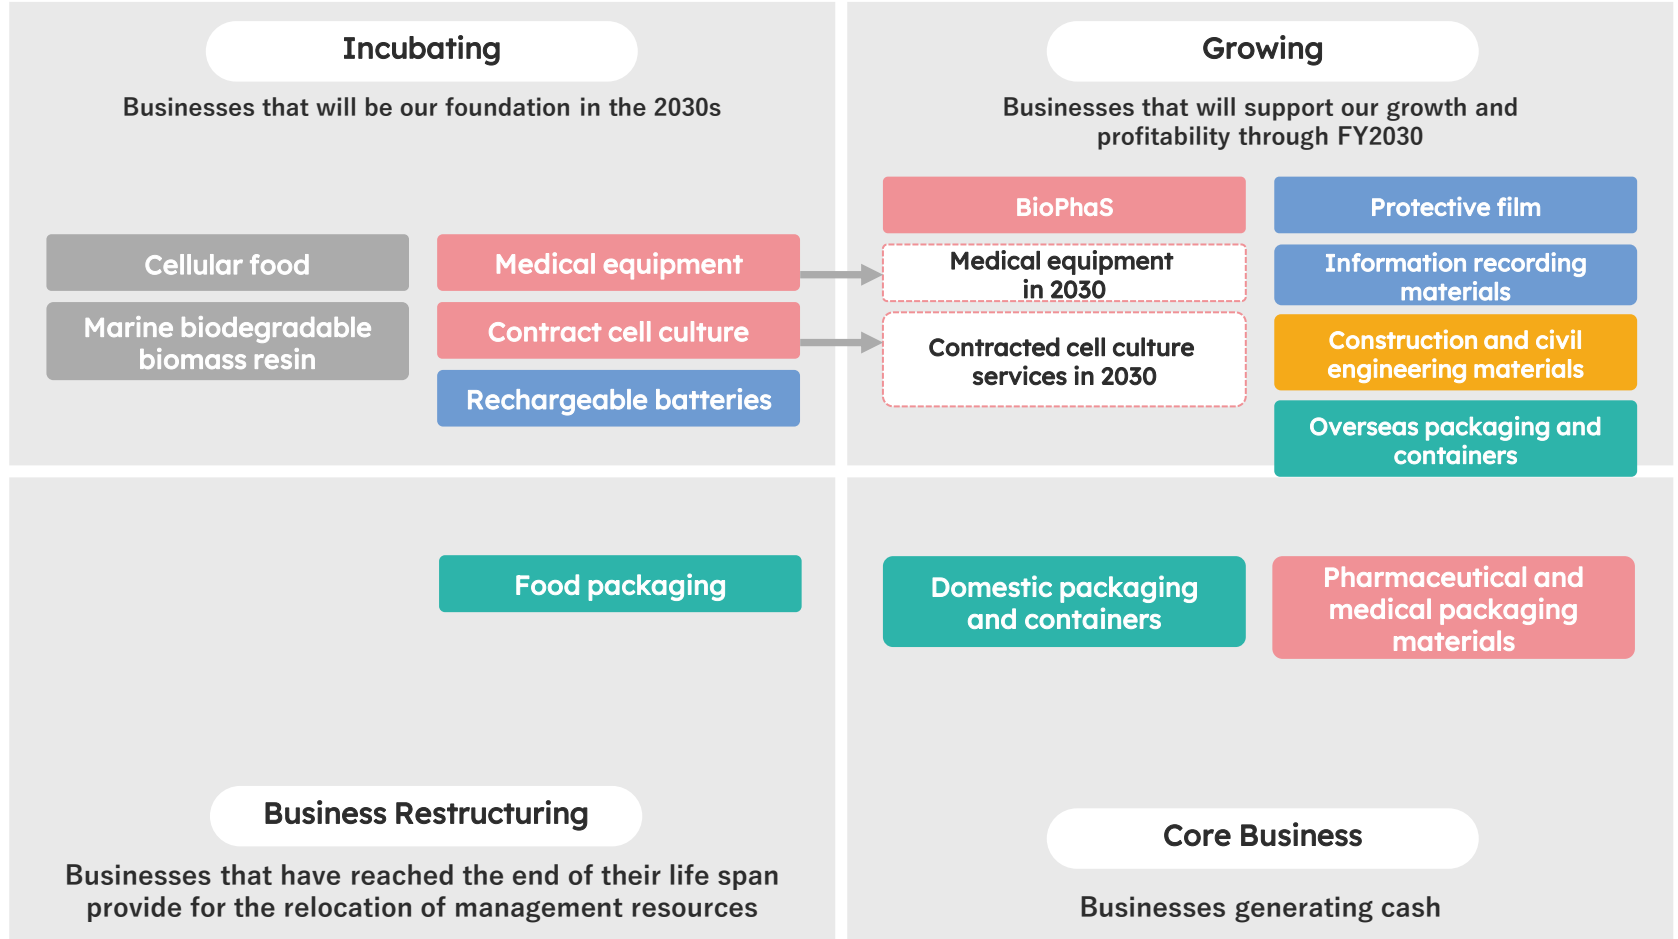 Incubating
Businesses that will be our foundation in the 2030s
Cellular food
Marine biodegradable
biomass resin
Medical equipment
Contract cell culture
Rechargeable batteries
Growing
Businesses that will support our growth and
profitability through FY2030
BioPhaS
Medical equipment
in 2030
Contracted cell culture
services in 2030
Protective film
Information recording
materials
Construction and civil
engineering materials
Overseas packaging and
containers
Food packaging
Business Restructuring
Businesses that have reached the end of their life span
provide for the relocation of management resources
Domestic packaging
and containers
Pharmaceutical and
medical packaging
materials
Core Business
Businesses generating cash